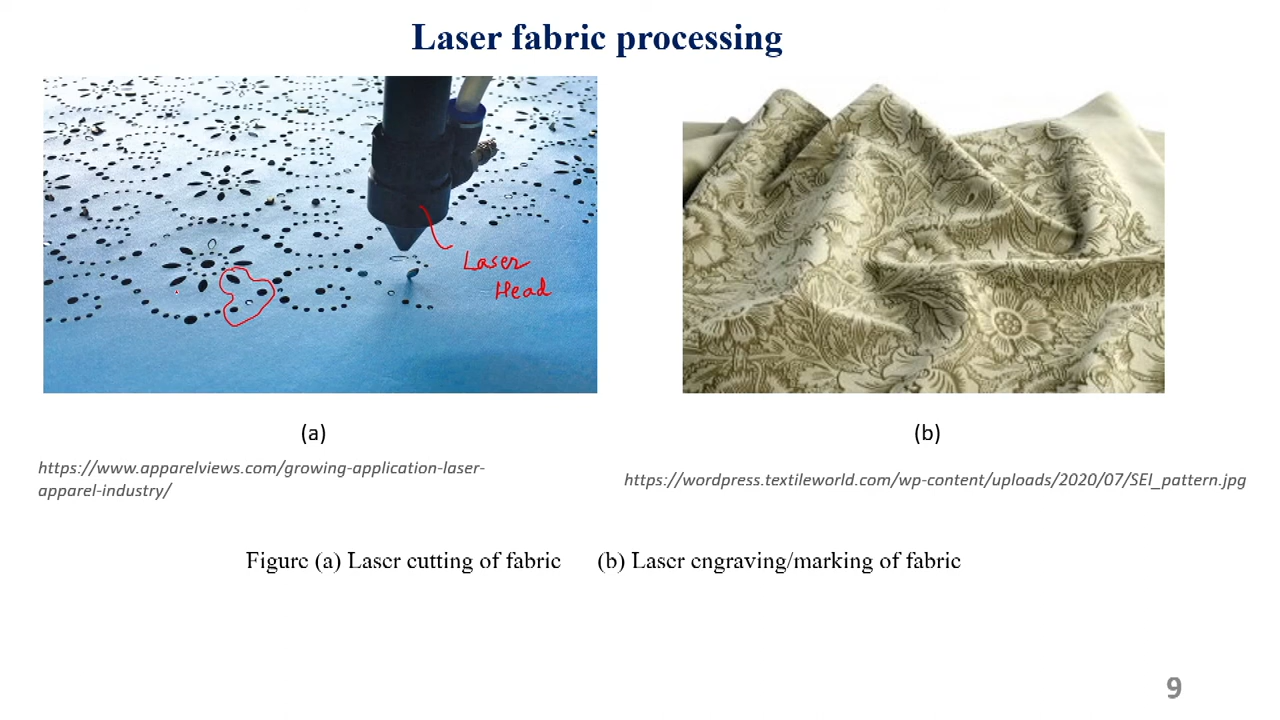 Laser fabric processing
Laser
Head
(a)
(b)
https://www.apparelviews.com/growing-application-laser-
apparel-industry/
https://wordpress.textileworld.com/wp-content/uploads/2020/07/SEI_pattern.jpg
Figure (a) Laser cutting of fabric (b) Laser engraving/marking of fabric
9